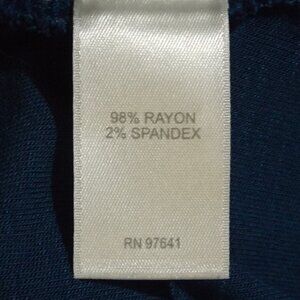 98% RAYON
2% SPANDEX
RN 97641